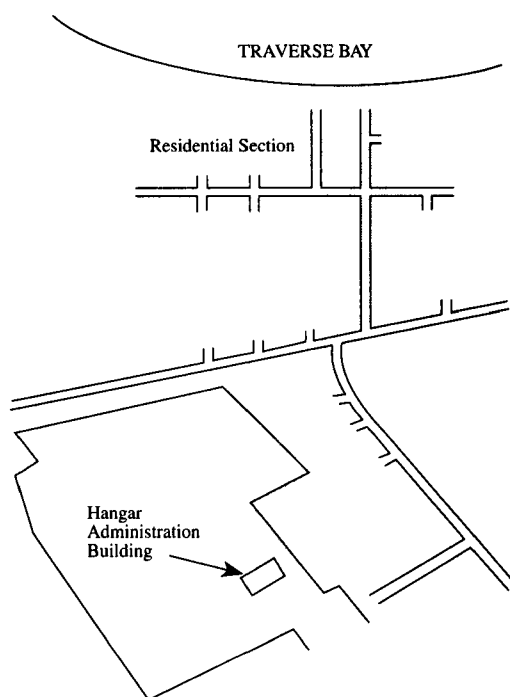 TRAVERSE BAY
Residential Section
Hangar
Administration
Building